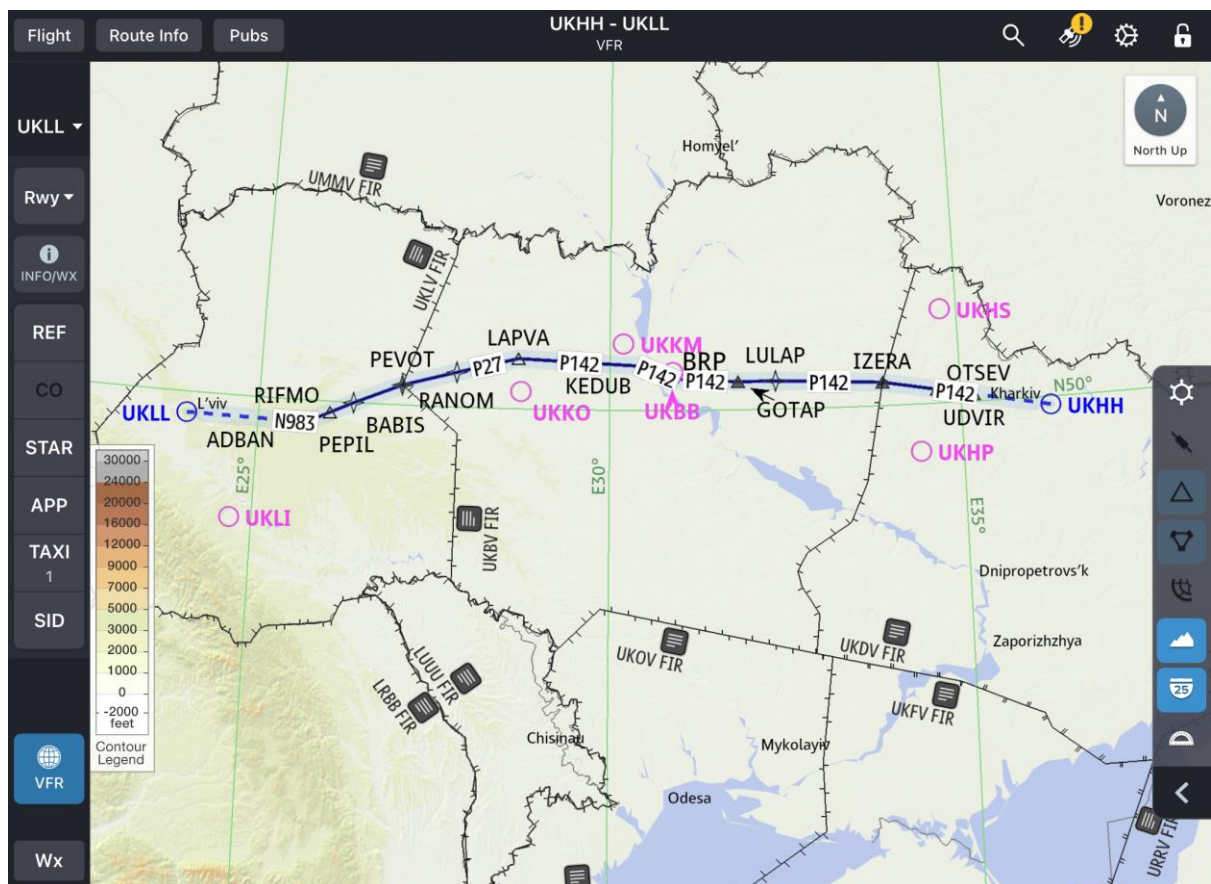 Flight
Route Info
Pubs
UKHH - UKLL
VFR
UKLL
Rwy
INFO/WX
REF
CO
STAR
APP
TAXI
1
SID
VFR
Wx
N
North Up
Homyel'
Voronez
UMMV FIR
UKLV FIR
UKHS
LAPVA
UKKM
BRP
LULAP
IZERA
PEVOT
P27
P142
P142
P142
P142
OTSEV
P142
Kharkiv
N50°
RIFMO
RANOM
KEDUB
UKKO
UKBB
GOTAP
UDVIR
UKHH
UKLL
L'viv
N983
BABIS
ADBAN
PEPIL
UKHP
E25°
E30°
E35°
30000
24000
20000
16000
12000
9000
7000
5000
3000
2000
1000
0
-2000
feet
Contour
Legend
UKLI
UKBV FIR
Dnipropetrovs'k
Zaporizhzhya
UKOV FIR
UKDV FIR
LUUU FIR
LRBB FIR
UKFV FIR
Chisinau
Mykolayiv
Odesa
URRV FIR
25